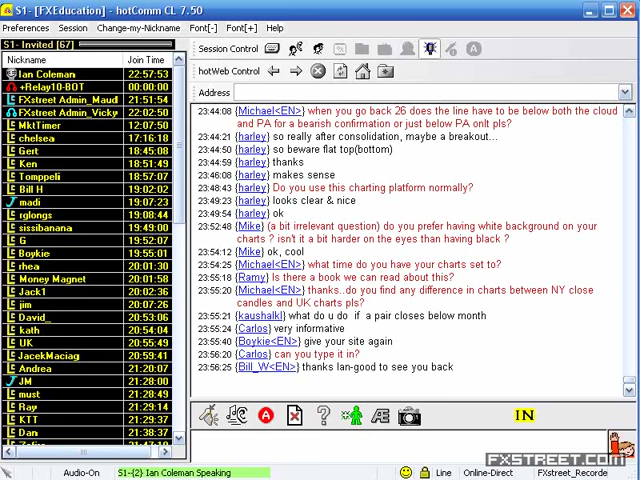 S1- [FXEducation] - hotComm CL 7.50
Preferences Session Change-my-Nickname Font[-] Font[+] Help
S1- Invited [67]
Session Control
hotWeb Control
Address
Nickname Join Time
Ian Coleman 22:57:53
+Relay10-BOT 00:00:00
FXstreet Admin_Maud 21:51:54
FXstreet Admin_Vicky 22:02:50
MktTimer 12:07:50
chelsea 17:16:18
Gert 18:45:08
Ken 18:51:49
Tomppeli 18:57:07
Bill H 19:02:02
madi 19:07:23
rglongs 19:08:44
sissibanana 19:49:00
G 19:52:07
Boykie 19:55:01
rhea 20:01:30
Money Magnet 20:01:58
Jack1 20:02:36
jim 20:07:26
David_ 20:53:06
kath 20:54:04
UK 20:55:49
JacekMaciag 20:59:41
Andrea 21:20:07
JM 21:28:00
must 21:28:49
Ray 21:29:14
KTT 21:29:37
Dan 21:38:37
23:44:08 {Michael<EN>} when you go back 26 does the line have to be below both the cloud
and PA for a bearish confirmation or just below PA onlt pls?
23:44:21 {harley} so really after consolidation, maybe a breakout...
23:44:50 {harley} so beware flat top(bottom)
23:44:59 {harley} thanks
23:46:08 {harley} makes sense
23:48:43 {harley} Do you use this charting platform normally?
23:49:23 {harley} looks clear & nice
23:49:54 {harley} ok
23:52:48 {Mike} (a bit irrelevant question) do you prefer having white background on your
charts ? isn't it a bit harder on the eyes than having black ?
23:54:12 {Mike} ok, cool
23:54:25 {Michael<EN>} what time do you have your charts set to?
23:55:18 {Ramy} Is there a book we can read about this?
23:55:20 {Michael<EN>} thanks..do you find any difference in charts between NY close
candles and UK charts pls?
23:55:21 {kaushalkl} what do u do if a pair closes below month
23:55:24 {Carlos} very informative
23:55:40 {Boykie<EN>} give your site again
23:56:20 {Carlos} can you type it in?
23:56:25 {Bill_W<EN>} thanks Ian-good to see you back
IN
FXSTREET.COM
Audio-On S1-{2} Ian Coleman Speaking Line Online-Direct FXstreet_Recorde